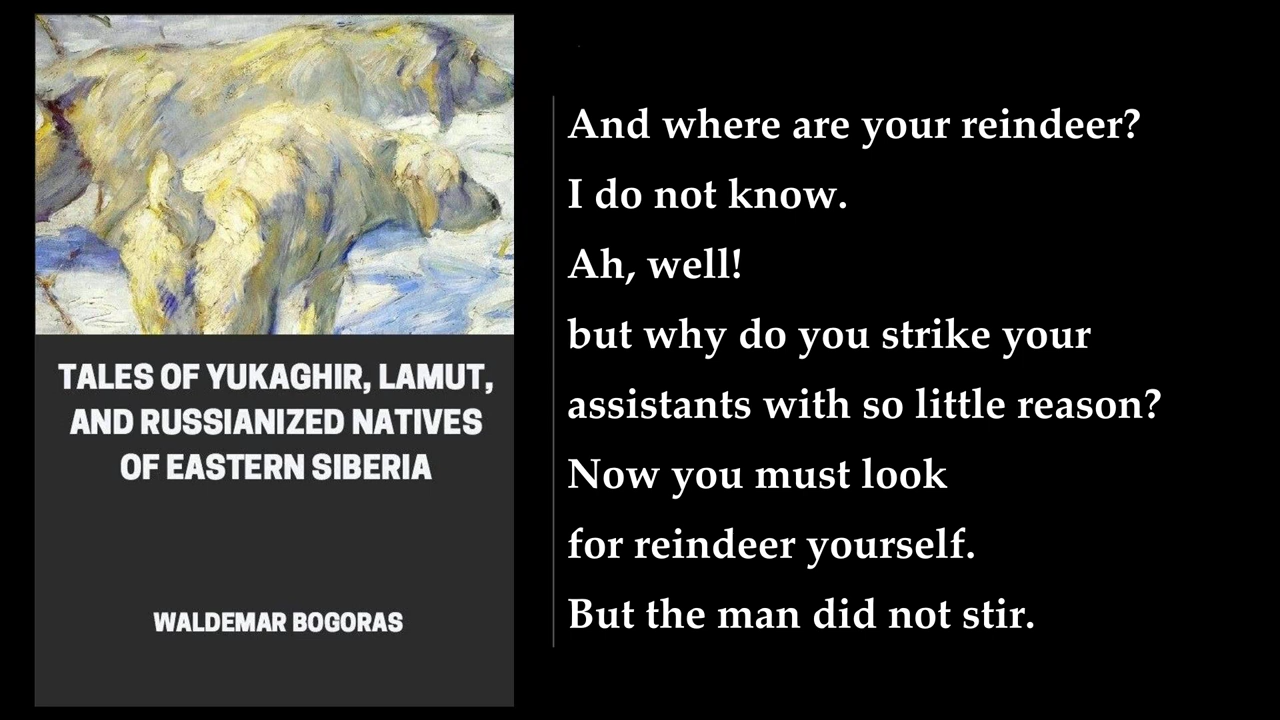 TALES OF YUKAGHIR, LAMUT,
AND RUSSIANIZED NATIVES
OF EASTERN SIBERIA
WALDEMAR BOGORAS
And where are your reindeer?
I do not know.
Ah, well!
but why do you strike your
assistants with so little reason?
Now you must look
for reindeer yourself.
But the man did not stir.